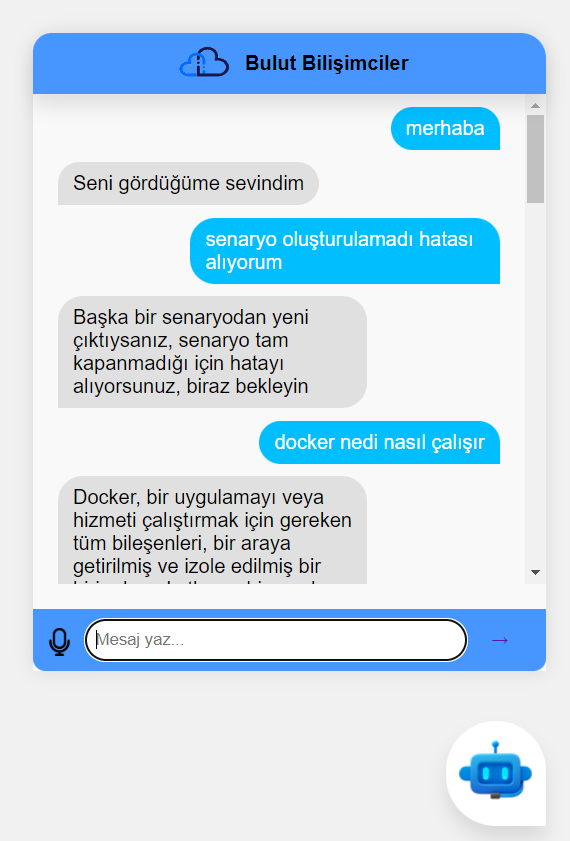 Bulut Bilişimciler
merhaba
Seni gördüğüme sevindim
senaryo oluşturulamadı hatası
alıyorum
Başka bir senaryodan yeni
çıktıysanız, senaryo tam
kapanmadığı için hatayı
alıyorsunuz, biraz bekleyin
docker nedi nasıl çalışır
Docker, bir uygulamayı veya
hizmeti çalıştırmak için gereken
tüm bileşenleri, bir araya
getirilmiş ve izole edilmiş bir
Mesaj yaz...